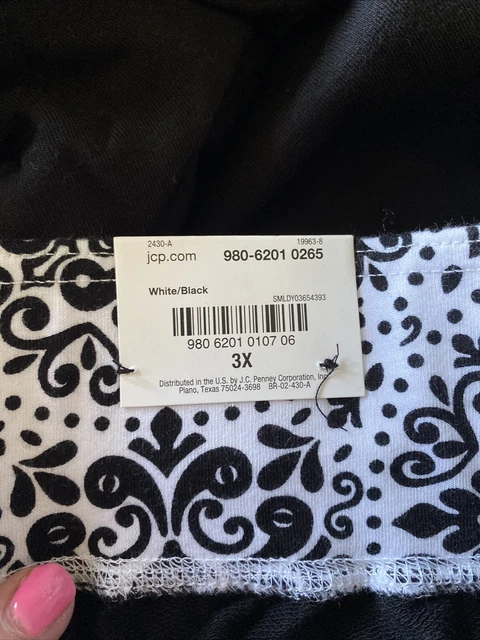 2430-A 19963-8
jcp.com 980-6201 0265
White/Black
SMLDY03654393
980 6201 0107 06
3X
Distributed in the U.S. by J.C. Penney Corporation,
Plano, Texas 75024-3698 BR-02-430-A